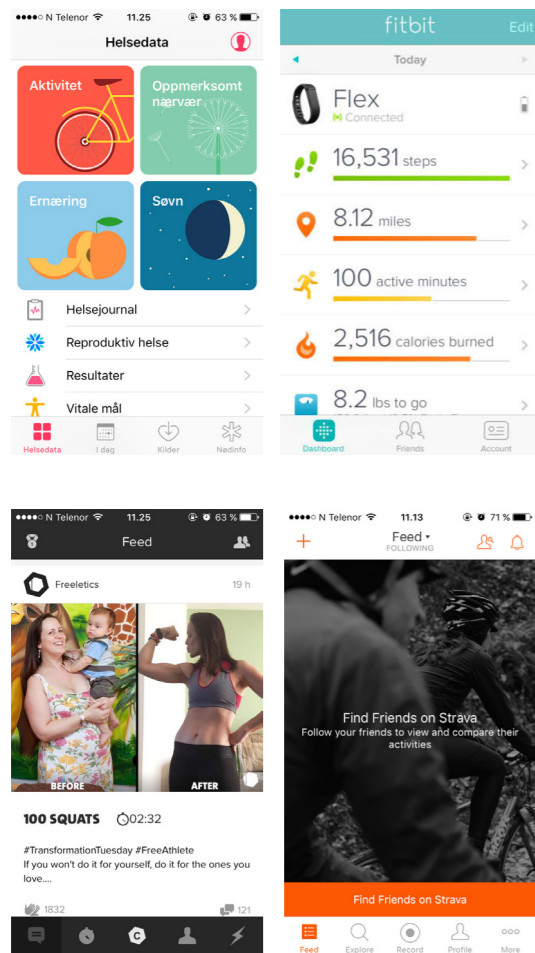 N Telenor 11.25 63 %
Helsedata
Aktivitet
Oppmerksomt
nærvær
Ernæring
Søvn
Helsejournal
Reproduktiv helse
Resultater
Vitale mål
Helsedata I dag Kilder Nødinfo
fitbit Edit
Today
Flex
Connected
16,531 steps
8.12 miles
100 active minutes
2,516 calories burned
8.2 lbs to go
Dashboard Friends Account
N Telenor 11.25 63 %
Feed
Freeletics 19 h
BEFORE AFTER
100 SQUATS 02:32
#TransformationTuesday #FreeAthlete
If you won't do it for yourself, do it for the ones you
love....
1832 121
C
N Telenor 11.13 71 %
Feed
FOLLOWING
Find Friends on Strava
Follow your friends to view and compare their
activities
Find Friends on Strava
Feed Explore Record Profile More